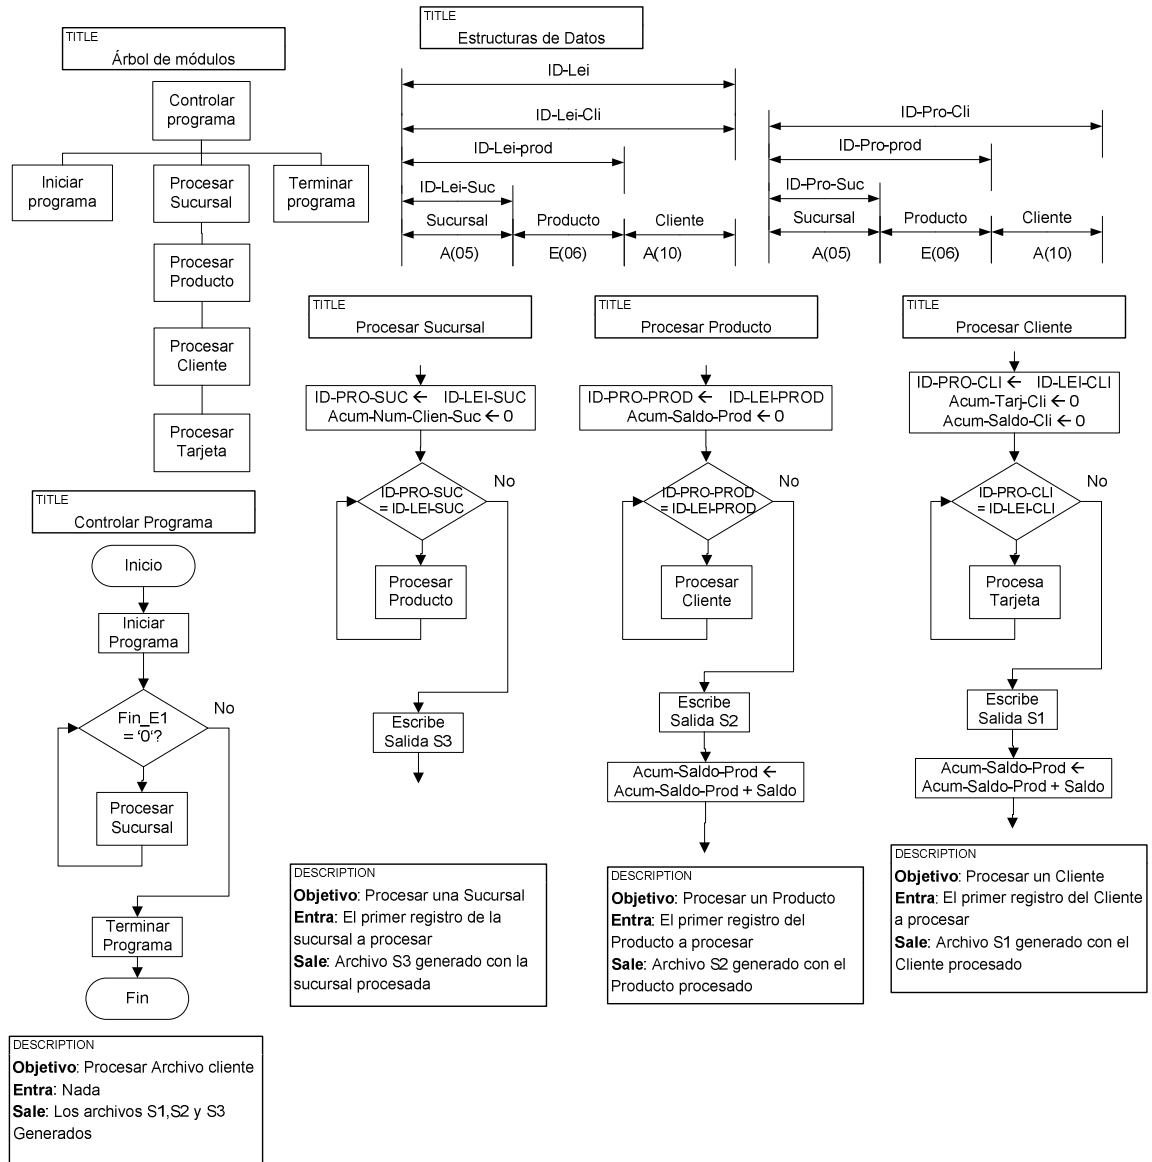 TITLE
Árbol de módulos
Controlar
programa
Iniciar
programa
Procesar
Sucursal
Terminar
programa
Procesar
Producto
Procesar
Cliente
Procesar
Tarjeta
TITLE
Estructuras de Datos
ID-Lei
ID-Lei-Cli
ID-Lei-prod
ID-Lei-Suc
Sucursal
Producto
Cliente
A(05)
E(06)
A(10)
ID-Pro-Cli
ID-Pro-prod
ID-Pro-Suc
Sucursal
Producto
Cliente
A(05)
E(06)
A(10)
TITLE
Controlar Programa
Inicio
Iniciar
Programa
Fin_E1
= '0'?
No
Procesar
Sucursal
Terminar
Programa
Fin
DESCRIPTION
Objetivo: Procesar Archivo cliente
Entra: Nada
Sale: Los archivos S1,S2 y S3
Generados
TITLE
Procesar Sucursal
ID-PRO-SUC ← ID-LEI-SUC
Acum-Num-Clien-Suc ← 0
ID-PRO-SUC
= ID-LEI-SUC
No
Procesar
Producto
Escribe
Salida S3
DESCRIPTION
Objetivo: Procesar una Sucursal
Entra: El primer registro de la
sucursal a procesar
Sale: Archivo S3 generado con la
sucursal procesada
TITLE
Procesar Producto
ID-PRO-PROD ← ID-LEI-PROD
Acum-Saldo-Prod ← 0
ID-PRO-PROD
= ID-LEI-PROD
No
Procesar
Cliente
Escribe
Salida S2
Acum-Saldo-Prod ←
Acum-Saldo-Prod + Saldo
DESCRIPTION
Objetivo: Procesar un Producto
Entra: El primer registro del
Producto a procesar
Sale: Archivo S2 generado con el
Producto procesado
TITLE
Procesar Cliente
ID-PRO-CLI ← ID-LEI-CLI
Acum-Tarj-Cli ← 0
Acum-Saldo-Cli ← 0
ID-PRO-CLI
= ID-LEI-CLI
No
Procesa
Tarjeta
Escribe
Salida S1
Acum-Saldo-Prod ←
Acum-Saldo-Prod + Saldo
DESCRIPTION
Objetivo: Procesar un Cliente
Entra: El primer registro del Cliente
a procesar
Sale: Archivo S1 generado con el
Cliente procesado